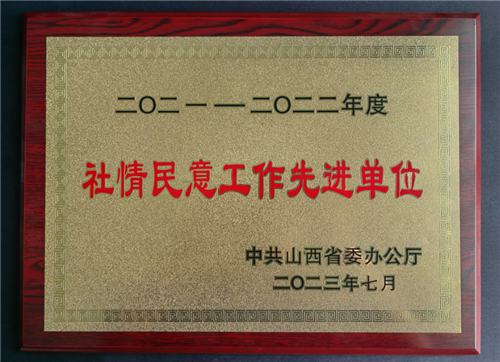 二〇二一——二〇二二年度
社情民意工作先进单位
中共山西省委办公厅
二〇二三年七月